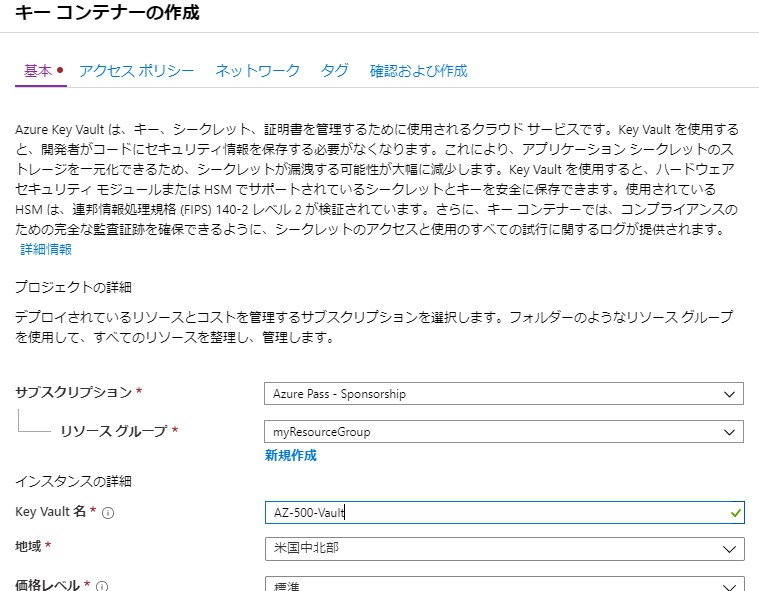 キー コンテナーの作成
基本 アクセス ポリシー ネットワーク タグ 確認および作成
Azure Key Vault は、キー、シークレット、証明書を管理するために使用されるクラウド サービスです。Key Vault を使用する
と、開発者がコードにセキュリティ情報を保存する必要がなくなります。これにより、アプリケーション シークレットのス
トレージを一元化できるため、シークレットが漏洩する可能性が大幅に減少します。Key Vault を使用すると、ハードウェア
セキュリティ モジュールまたは HSM でサポートされているシークレットとキーを安全に保存できます。使用されている
HSM は、連邦情報処理規格 (FIPS) 140-2 レベル 2 が検証されています。さらに、キー コンテナーでは、コンプライアンスの
ための完全な監査証跡を確保できるように、シークレットのアクセスと使用のすべての試行に関するログが提供されます。
詳細情報
プロジェクトの詳細
デプロイされているリソースとコストを管理するサブスクリプションを選択します。フォルダーのようなリソース グループ
を使用して、すべてのリソースを整理し、管理します。
サブスクリプション * Azure Pass - Sponsorship
リソース グループ * myResourceGroup
新規作成
インスタンスの詳細
Key Vault 名 * AZ-500-Vault
地域 * 米国中北部
価格レベル * 標準